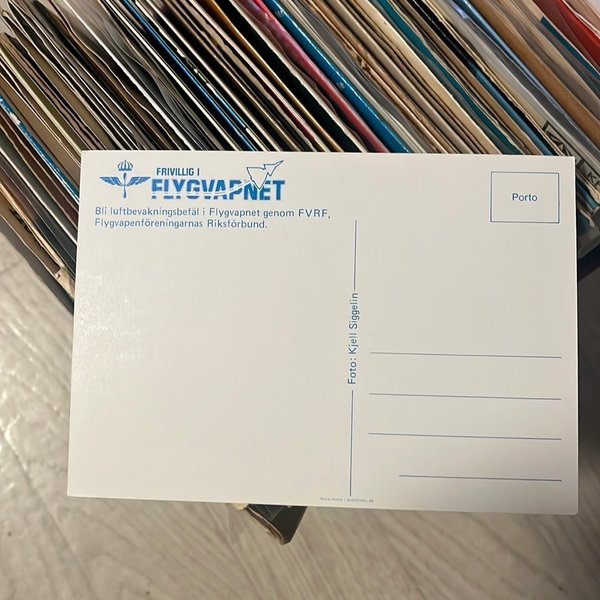 FRIVILLIG I
FLYGVAPNET
Bli luftbevakningsbefäl i Flygvapnet genom FVRF,
Flygvapenföreningarnas Riksförbund.
Porto
Foto: Kjell Siggelin